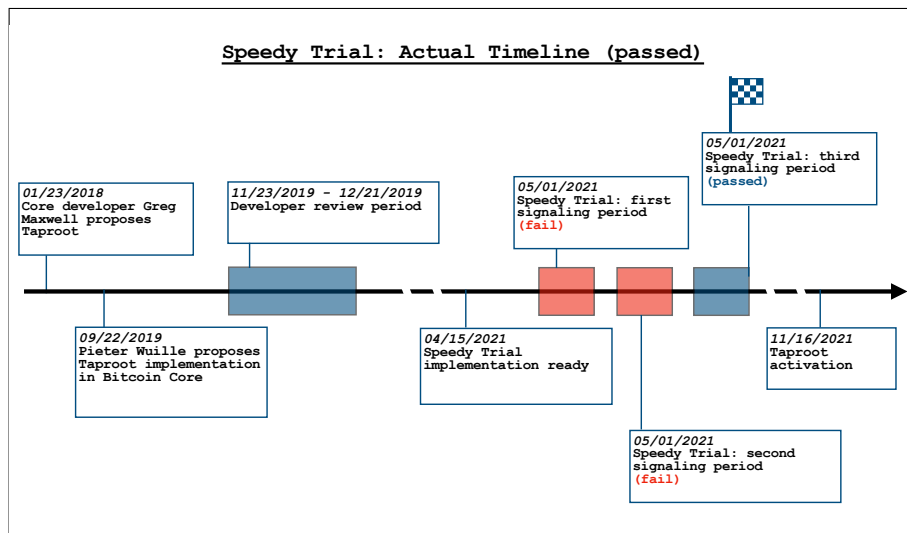 Speedy Trial: Actual Timeline (passed)
01/23/2018
Core developer Greg
Maxwell proposes
Taproot
09/22/2019
Pieter Wuille proposes
Taproot implementation
in Bitcoin Core
11/23/2019 - 12/21/2019
Developer review period
04/15/2021
Speedy Trial
implementation ready
05/01/2021
Speedy Trial: first
signaling period
(fail)
05/01/2021
Speedy Trial: second
signaling period
(fail)
05/01/2021
Speedy Trial: third
signaling period
(passed)
11/16/2021
Taproot
activation